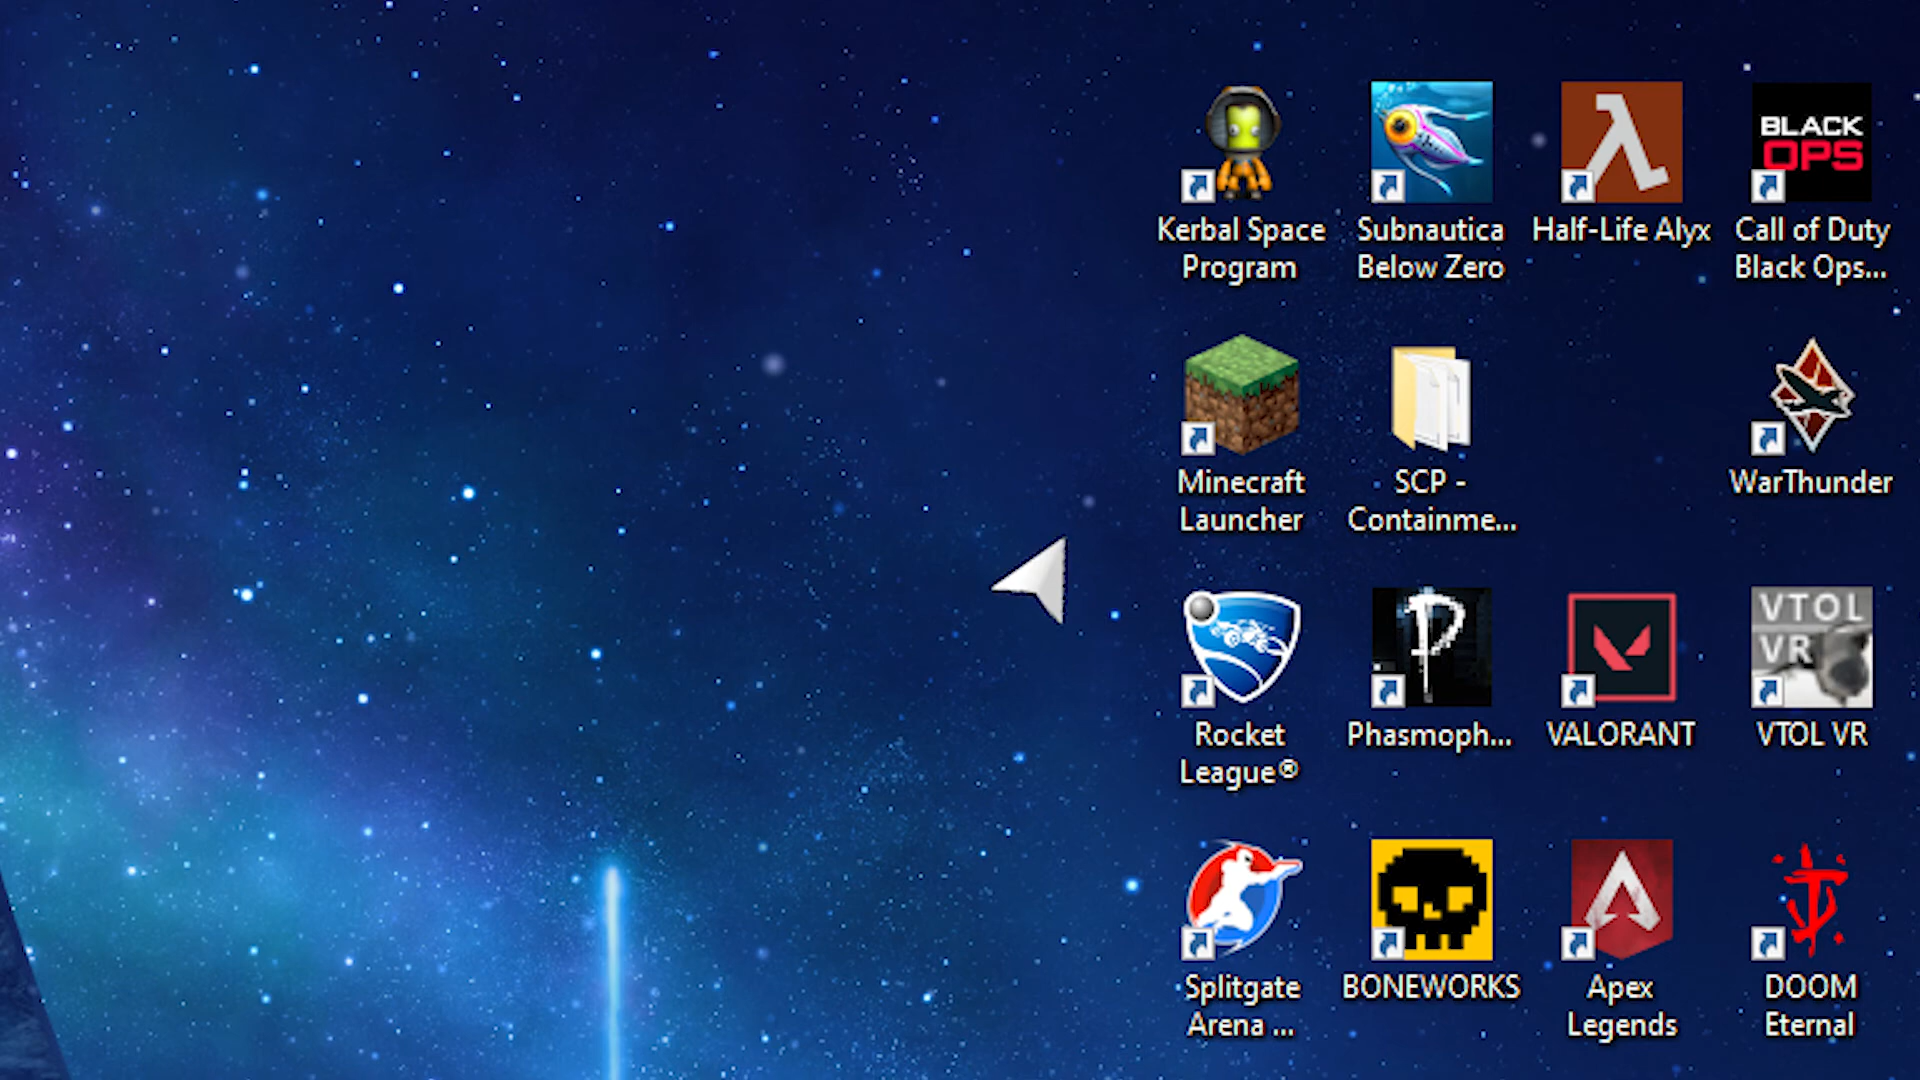 BLACK
OPS
Kerbal Space
Program
Subnautica
Below Zero
Half-Life Alyx
Call of Duty
Black Ops...
Minecraft
Launcher
SCP -
Containme...
WarThunder
VTOL
VR
Rocket
League®
Phasmoph...
VALORANT
VTOL VR
Splitgate
Arena ...
BONEWORKS
Apex
Legends
DOOM
Eternal